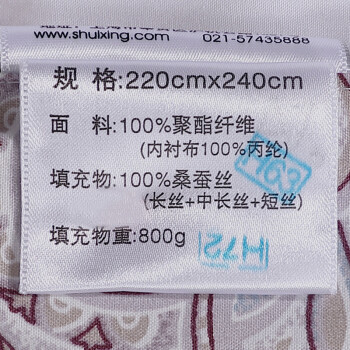 www.shuixing.com 021-57435888
规 格:220cmx240cm
面 料:100%聚酯纤维
(内衬布100%丙纶)
填充物:100%桑蚕丝
(长丝+中长丝+短丝)
填充物重:800g
H63
H72